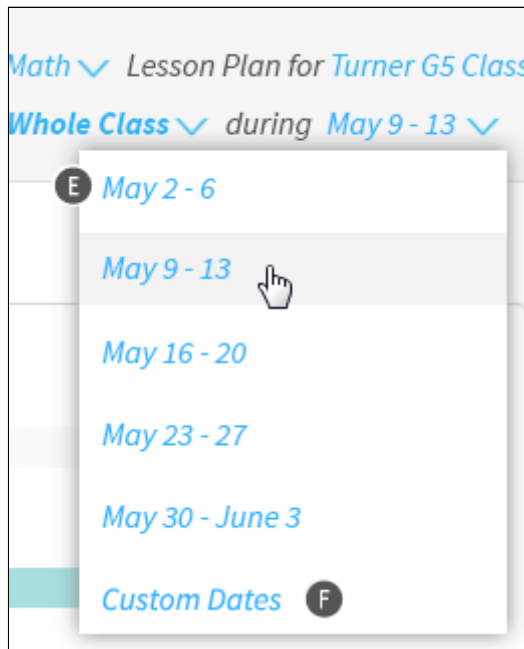 Math Lesson Plan for Turner G5 Class
Whole Class during May 9 - 13
E May 2 - 6
May 9 - 13
May 16 - 20
May 23 - 27
May 30 - June 3
Custom Dates F